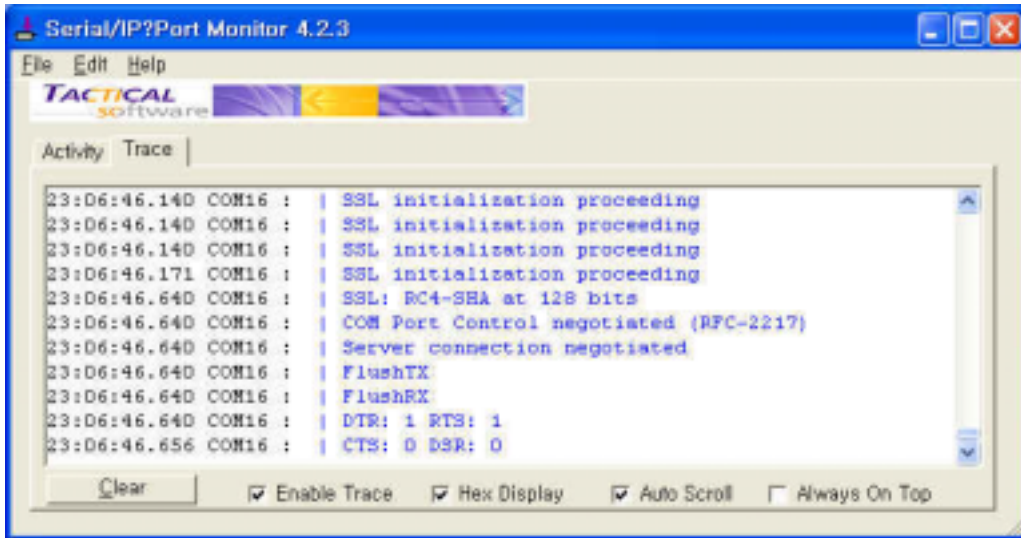 Serial/IP?Port Monitor 4.2.3
File Edit Help
TACTICAL
software
Activity Trace
23:06:46.140 COM16 : | SSL initialization proceeding
23:06:46.140 COM16 : | SSL initialization proceeding
23:06:46.140 COM16 : | SSL initialization proceeding
23:06:46.171 COM16 : | SSL initialization proceeding
23:06:46.640 COM16 : | SSL: RC4-SHA at 128 bits
23:06:46.640 COM16 : | COM Port Control negotiated (RFC-2217)
23:06:46.640 COM16 : | Server connection negotiated
23:06:46.640 COM16 : | FlushTX
23:06:46.640 COM16 : | FlushRX
23:06:46.640 COM16 : | DTR: 1 RTS: 1
23:06:46.656 COM16 : | CTS: 0 DSR: 0
Clear Enable Trace Hex Display Auto Scroll Always On Top